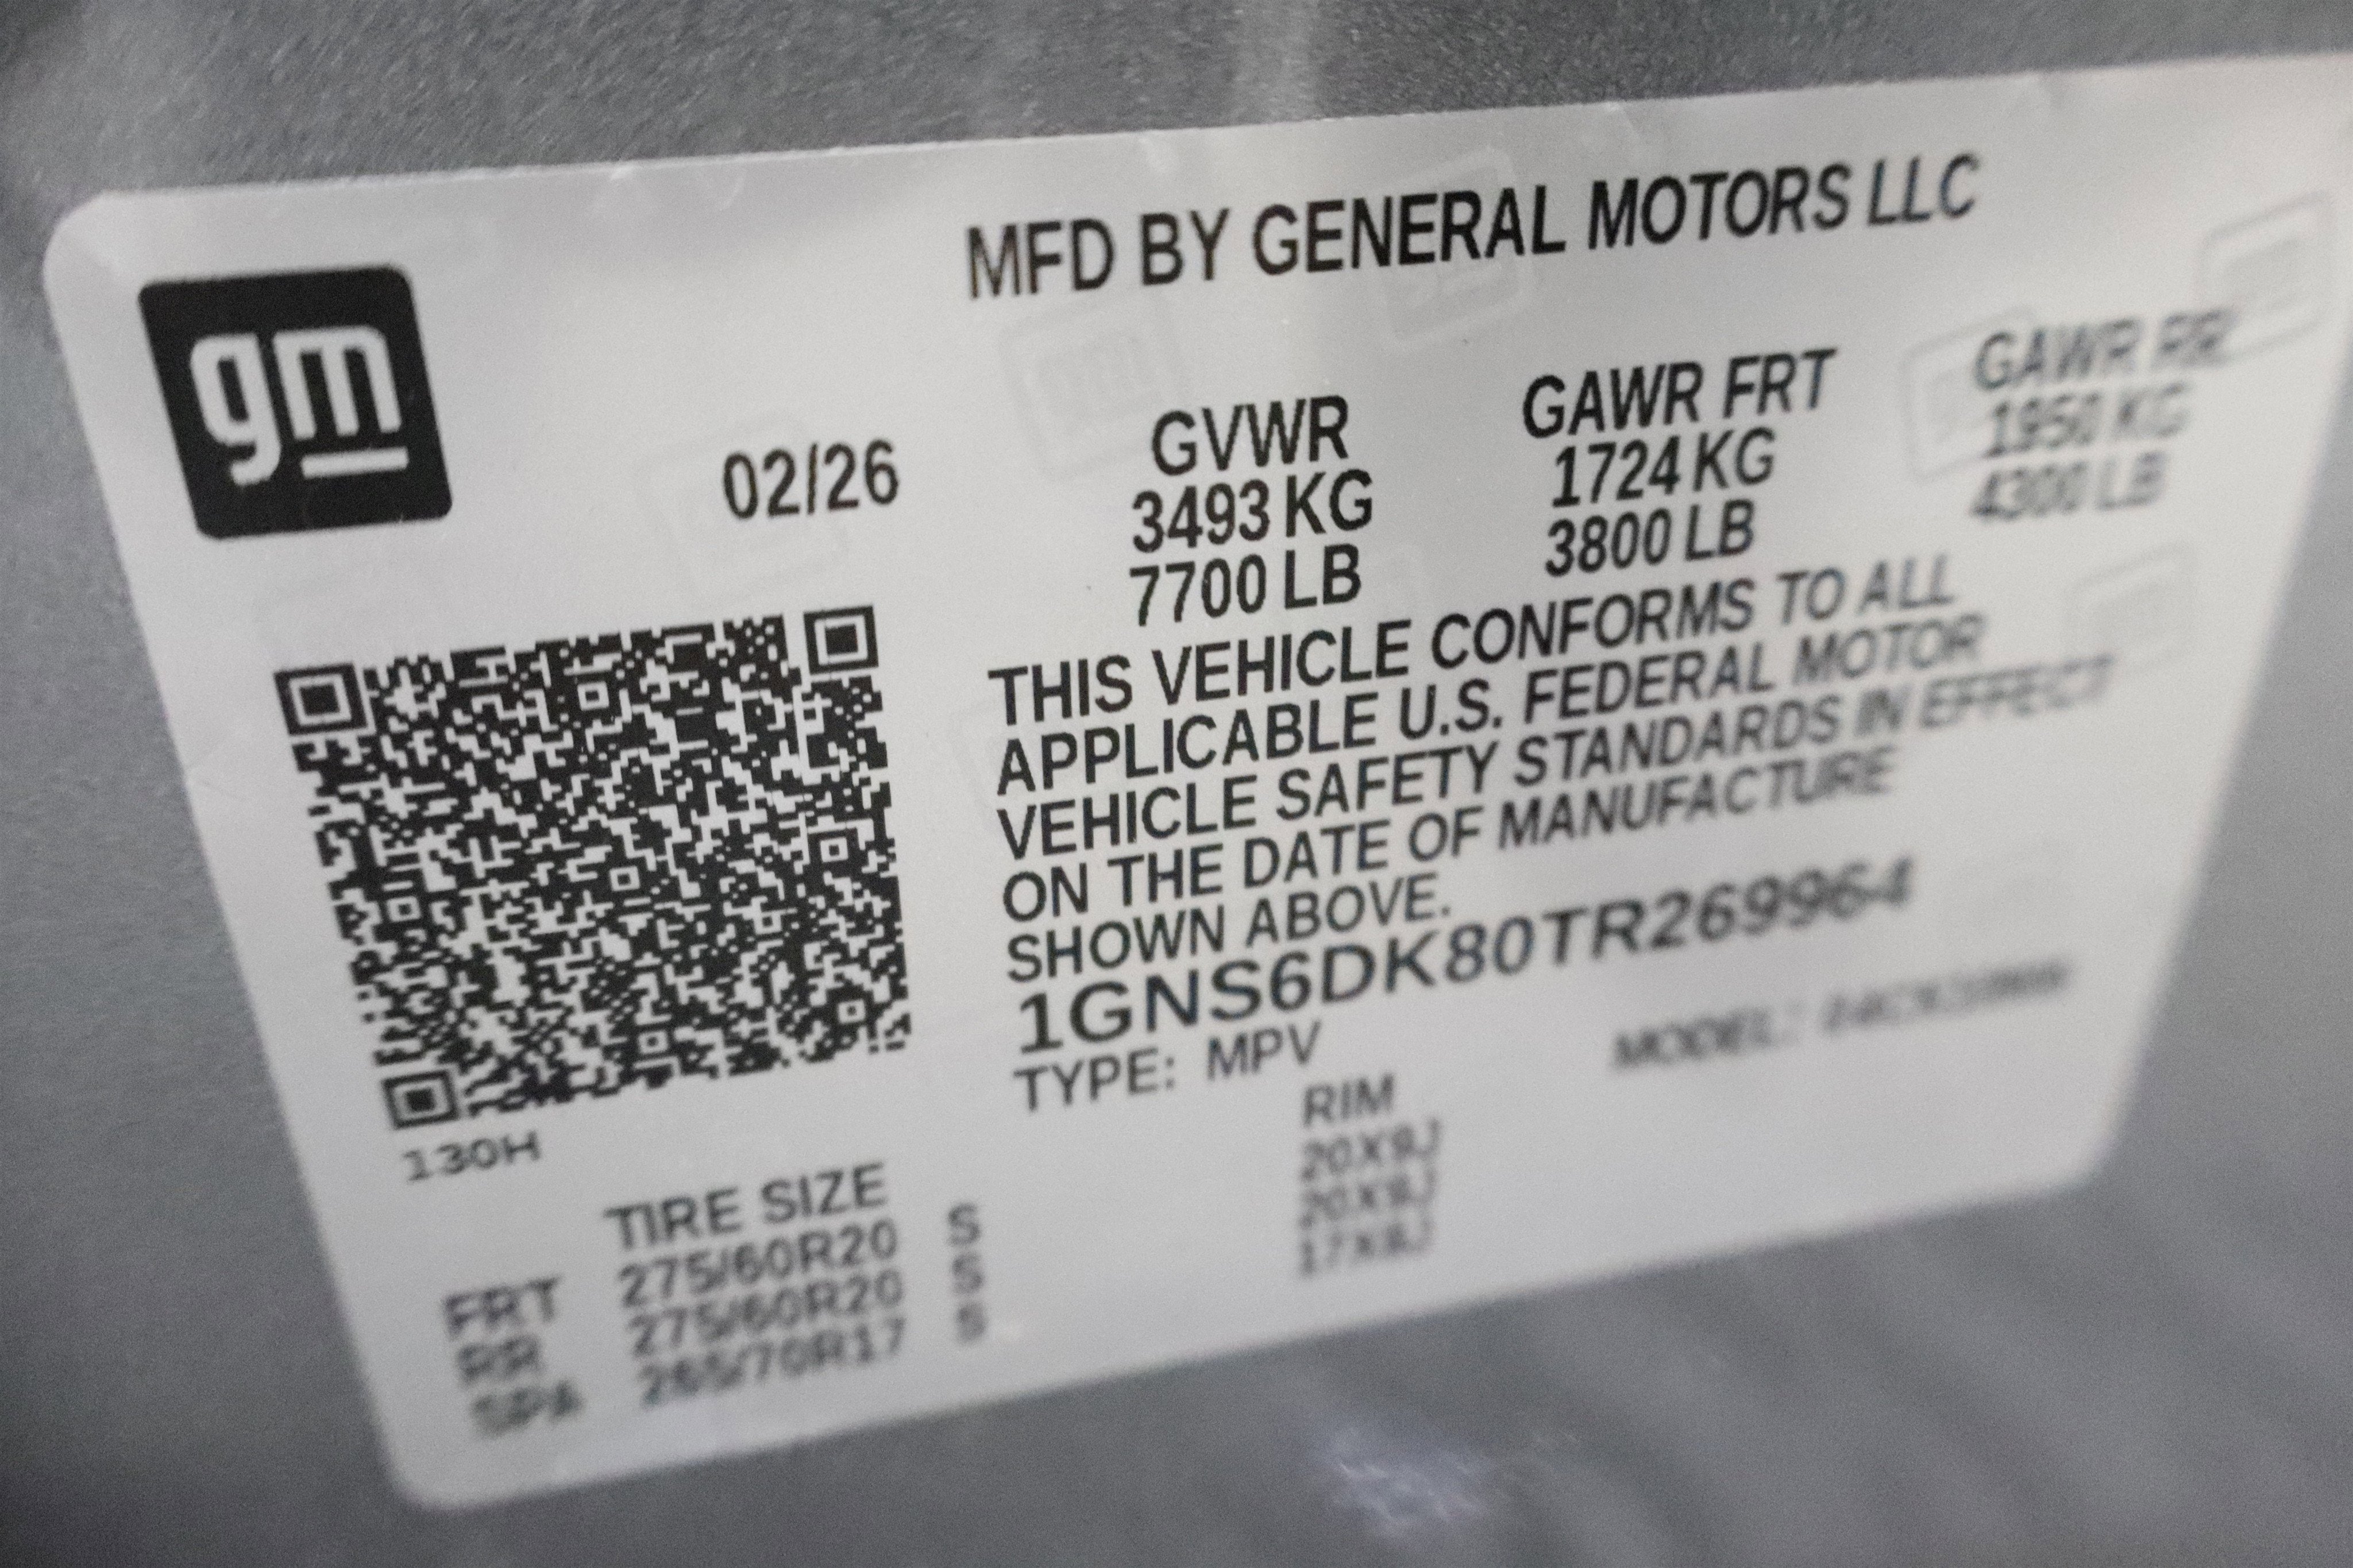 gm
MFD BY GENERAL MOTORS LLC
02/26
GVWR GAWR FRT GAWR RR
3493 KG 1724 KG 1950 KG
7700 LB 3800 LB 4300 LB
THIS VEHICLE CONFORMS TO ALL
APPLICABLE U.S. FEDERAL MOTOR
VEHICLE SAFETY STANDARDS IN EFFECT
ON THE DATE OF MANUFACTURE
SHOWN ABOVE.
1GNS6DK80TR269964
TYPE: MPV MODEL:
130H
TIRE SIZE RIM
FRT 275/60R20 S 20X9J
RR 275/60R20 S 20X9J
SPA 265/70R17 S 17X8J